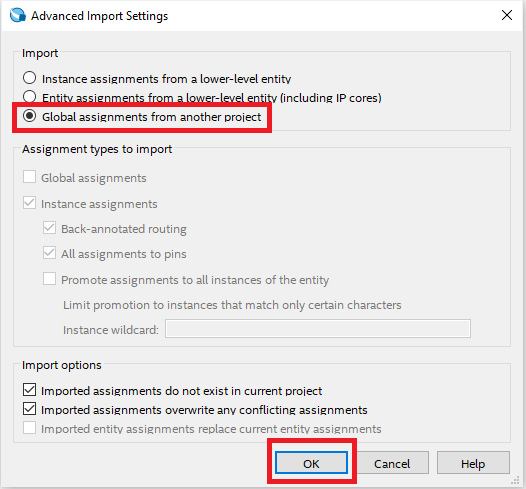 Advanced Import Settings
Import
Instance assignments from a lower-level entity
Entity assignments from a lower-level entity (including IP cores)
Global assignments from another project
Assignment types to import
Global assignments
Instance assignments
Back-annotated routing
All assignments to pins
Promote assignments to all instances of the entity
Limit promotion to instances that match only certain characters
Instance wildcard:
Import options
Imported assignments do not exist in current project
Imported assignments overwrite any conflicting assignments
Imported entity assignments replace current entity assignments
OK Cancel Help